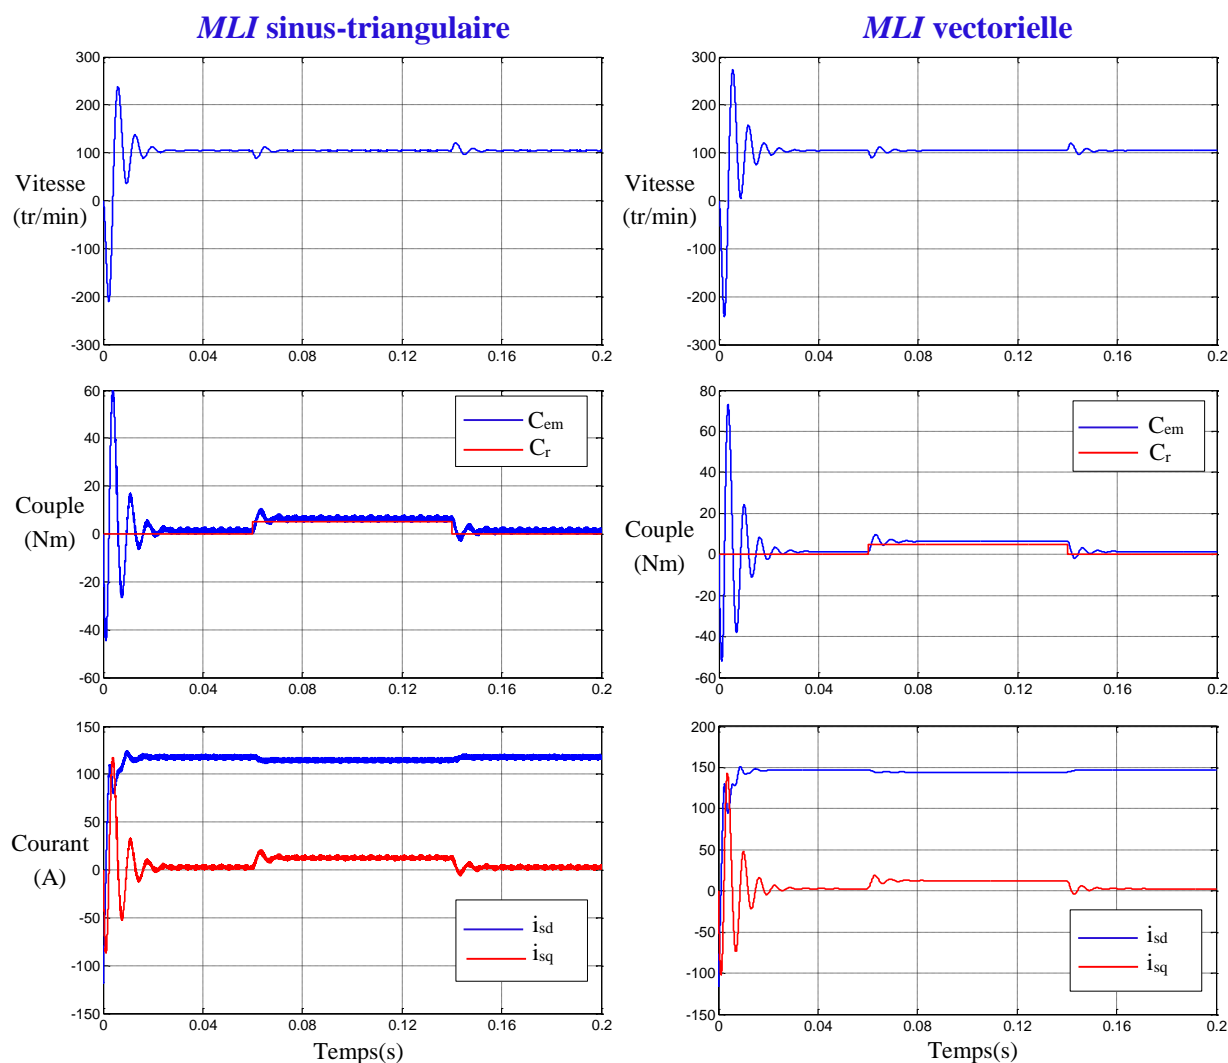 MLI sinus-triangulaire
MLI vectorielle
300
200
100
0
-100
-200
-300
Vitesse
(tr/min)
0 0.04 0.08 0.12 0.16 0.2
300
200
100
0
-100
-200
-300
Vitesse
(tr/min)
0 0.04 0.08 0.12 0.16 0.2
60
40
20
0
-20
-40
-60
Couple
(Nm)
Cem
Cr
0 0.04 0.08 0.12 0.16 0.2
80
60
40
20
0
-20
-40
-60
Couple
(Nm)
Cem
Cr
0 0.04 0.08 0.12 0.16 0.2
150
100
50
0
-50
-100
-150
Courant
(A)
isd
isq
0 0.04 0.08 0.12 0.16 0.2
Temps(s)
200
150
100
50
0
-50
-100
-150
isd
isq
0 0.04 0.08 0.12 0.16 0.2
Temps(s)